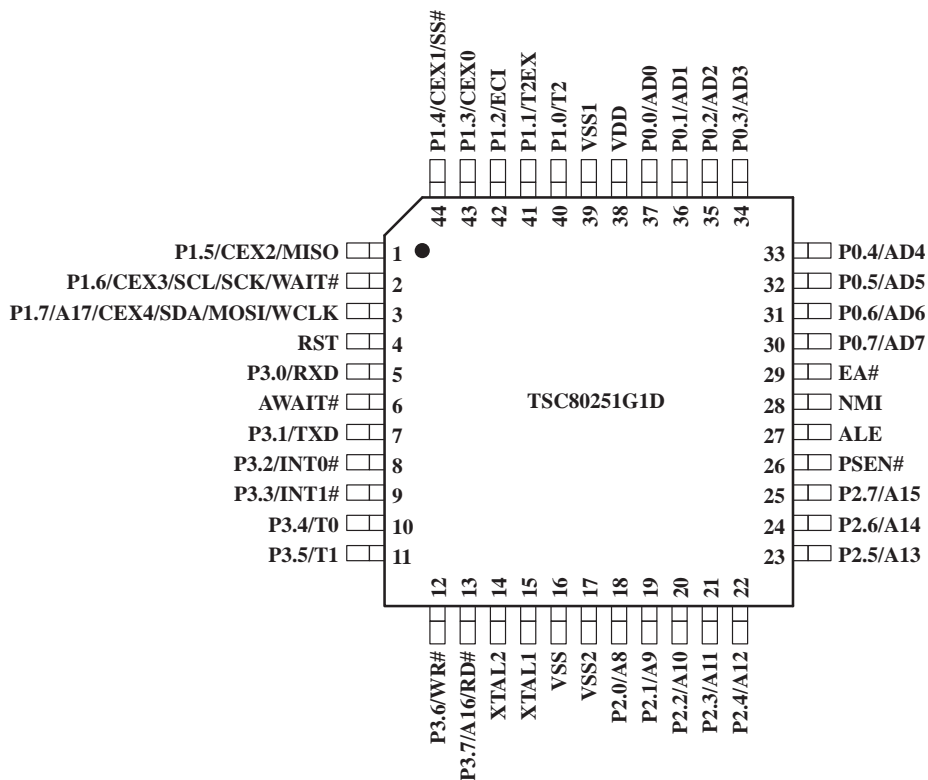 P1.4/CEX1/SS#
P1.3/CEX0
P1.2/ECI
P1.1/T2EX
P1.0/T2
VSS1
VDD
P0.0/AD0
P0.1/AD1
P0.2/AD2
P0.3/AD3
44
43
42
41
40
39
38
37
36
35
34
P1.5/CEX2/MISO 1
33 P0.4/AD4
P1.6/CEX3/SCL/SCK/WAIT# 2
32 P0.5/AD5
P1.7/A17/CEX4/SDA/MOSI/WCLK 3
31 P0.6/AD6
RST 4
30 P0.7/AD7
P3.0/RXD 5
29 EA#
AWAIT# 6
TSC80251G1D
28 NMI
P3.1/TXD 7
27 ALE
P3.2/INT0# 8
26 PSEN#
P3.3/INT1# 9
25 P2.7/A15
P3.4/T0 10
24 P2.6/A14
P3.5/T1 11
23 P2.5/A13
12
13
14
15
16
17
18
19
20
21
22
P3.6/WR#
P3.7/A16/RD#
XTAL2
XTAL1
VSS
VSS2
P2.0/A8
P2.1/A9
P2.2/A10
P2.3/A11
P2.4/A12